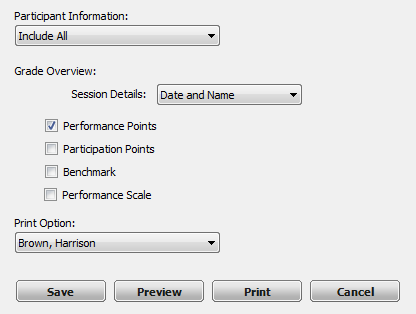 Participant Information:
Include All
Grade Overview:
Session Details: Date and Name
Performance Points
Participation Points
Benchmark
Performance Scale
Print Option:
Brown, Harrison
Save Preview Print Cancel